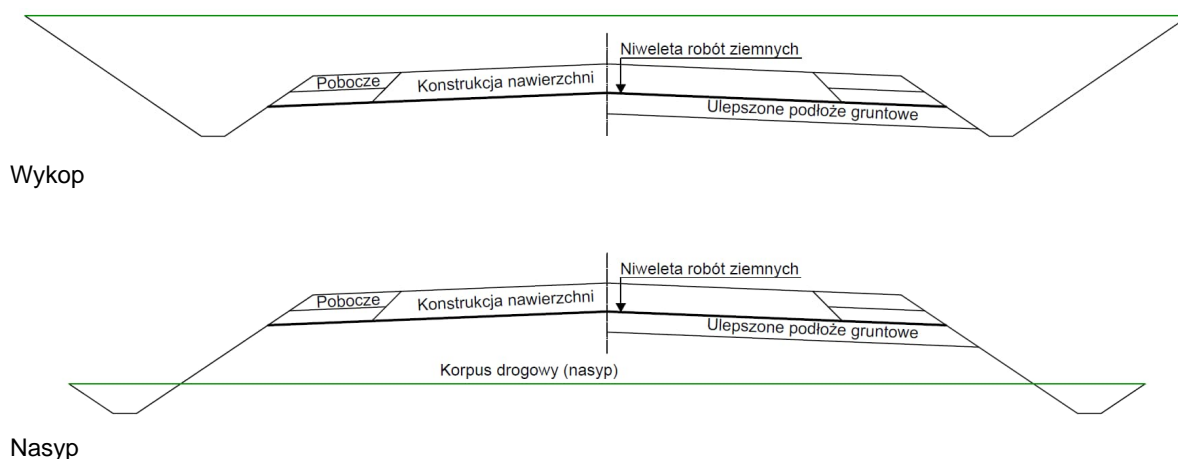 Niweleta robót ziemnych
Pobocze
Konstrukcja nawierzchni
Ulepszone podłoże gruntowe
Wykop
Niweleta robót ziemnych
Pobocze
Konstrukcja nawierzchni
Ulepszone podłoże gruntowe
Korpus drogowy (nasyp)
Nasyp